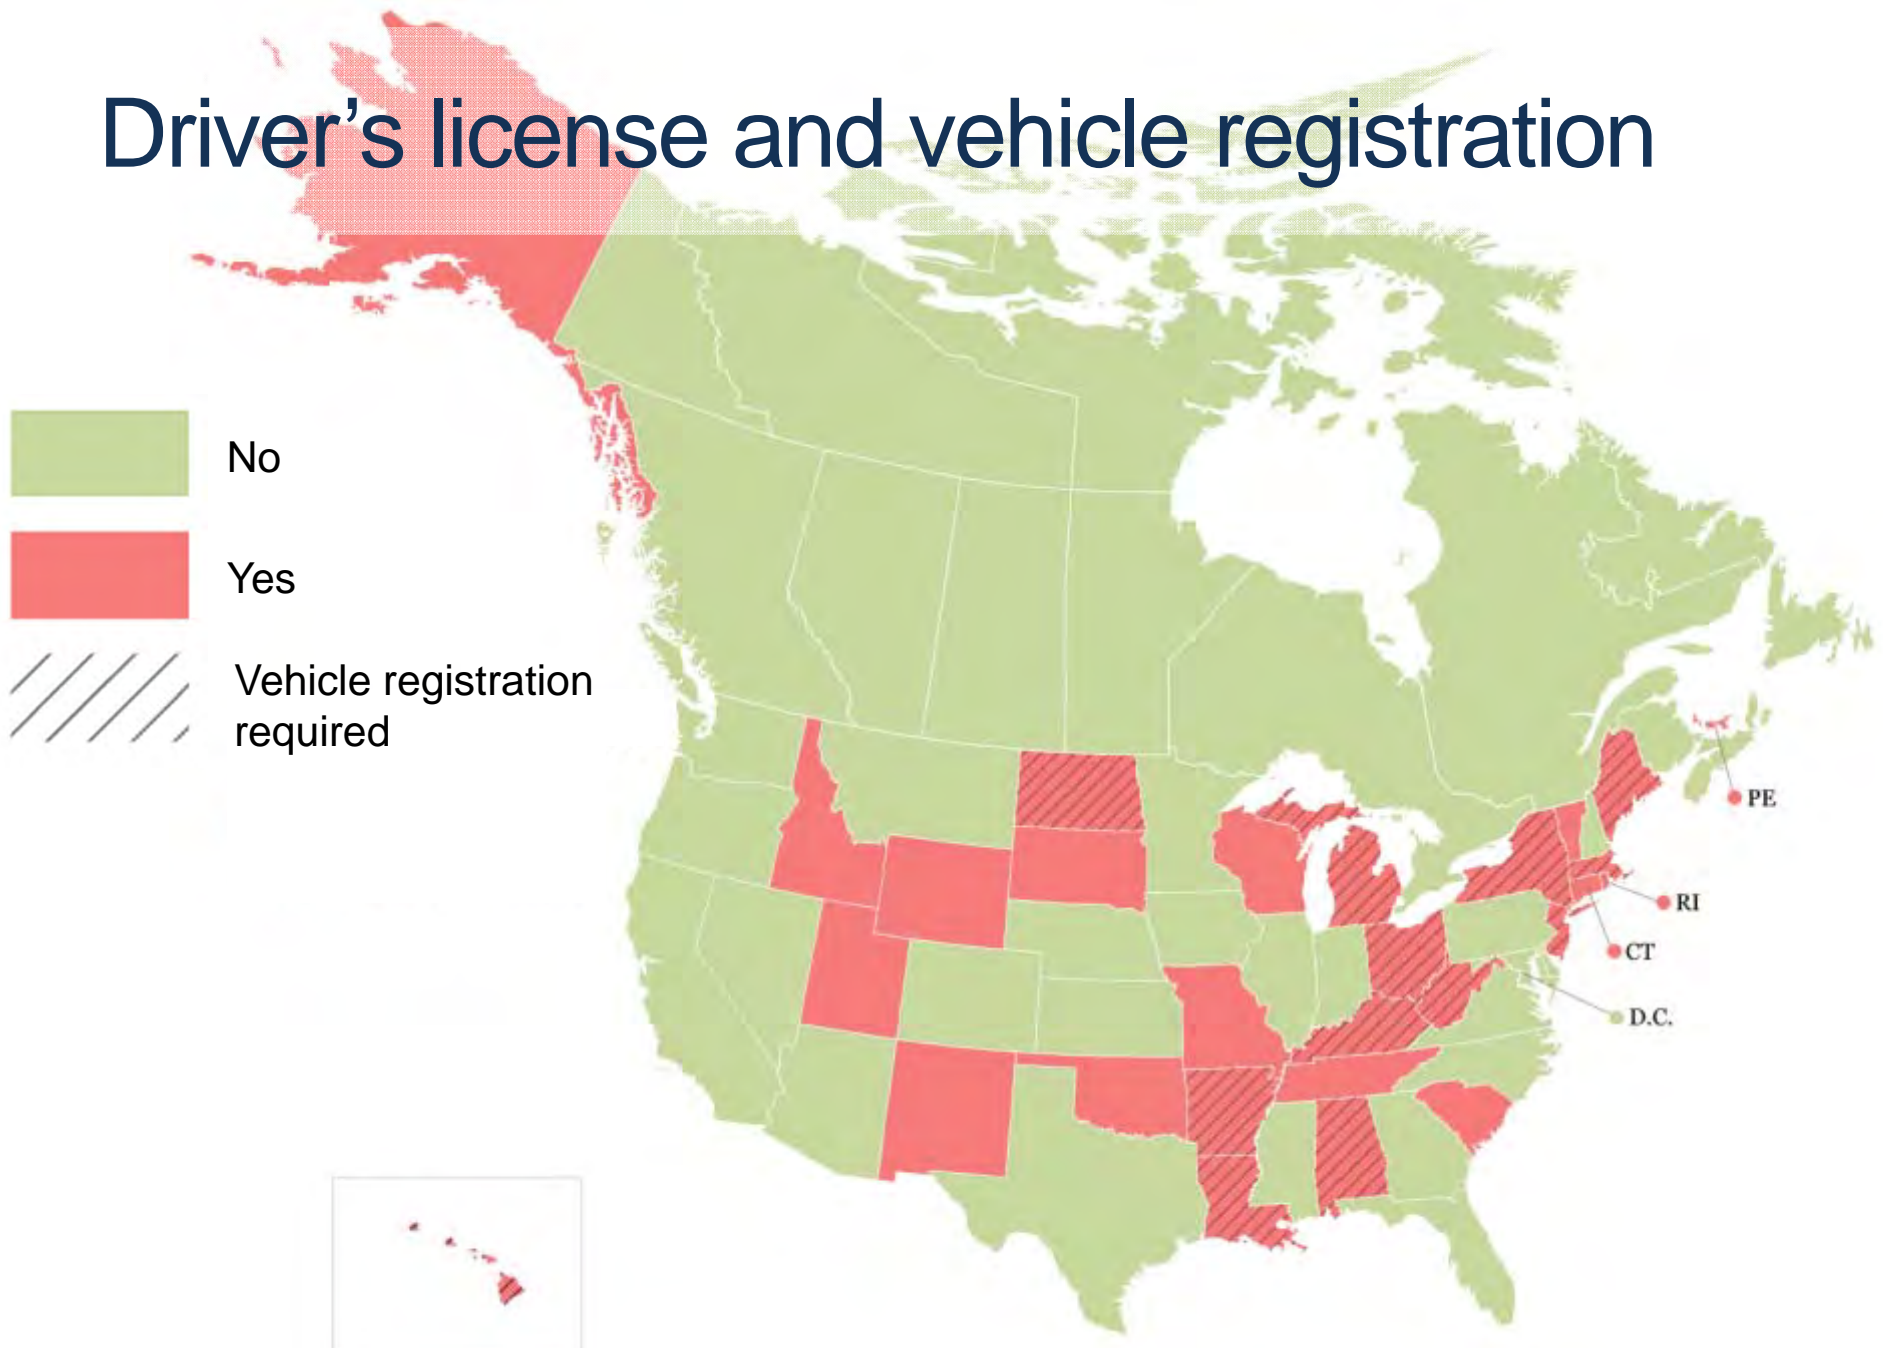 Driver’s license and vehicle registration
No
Yes
Vehicle registration
required
PE
RI
CT
D.C.